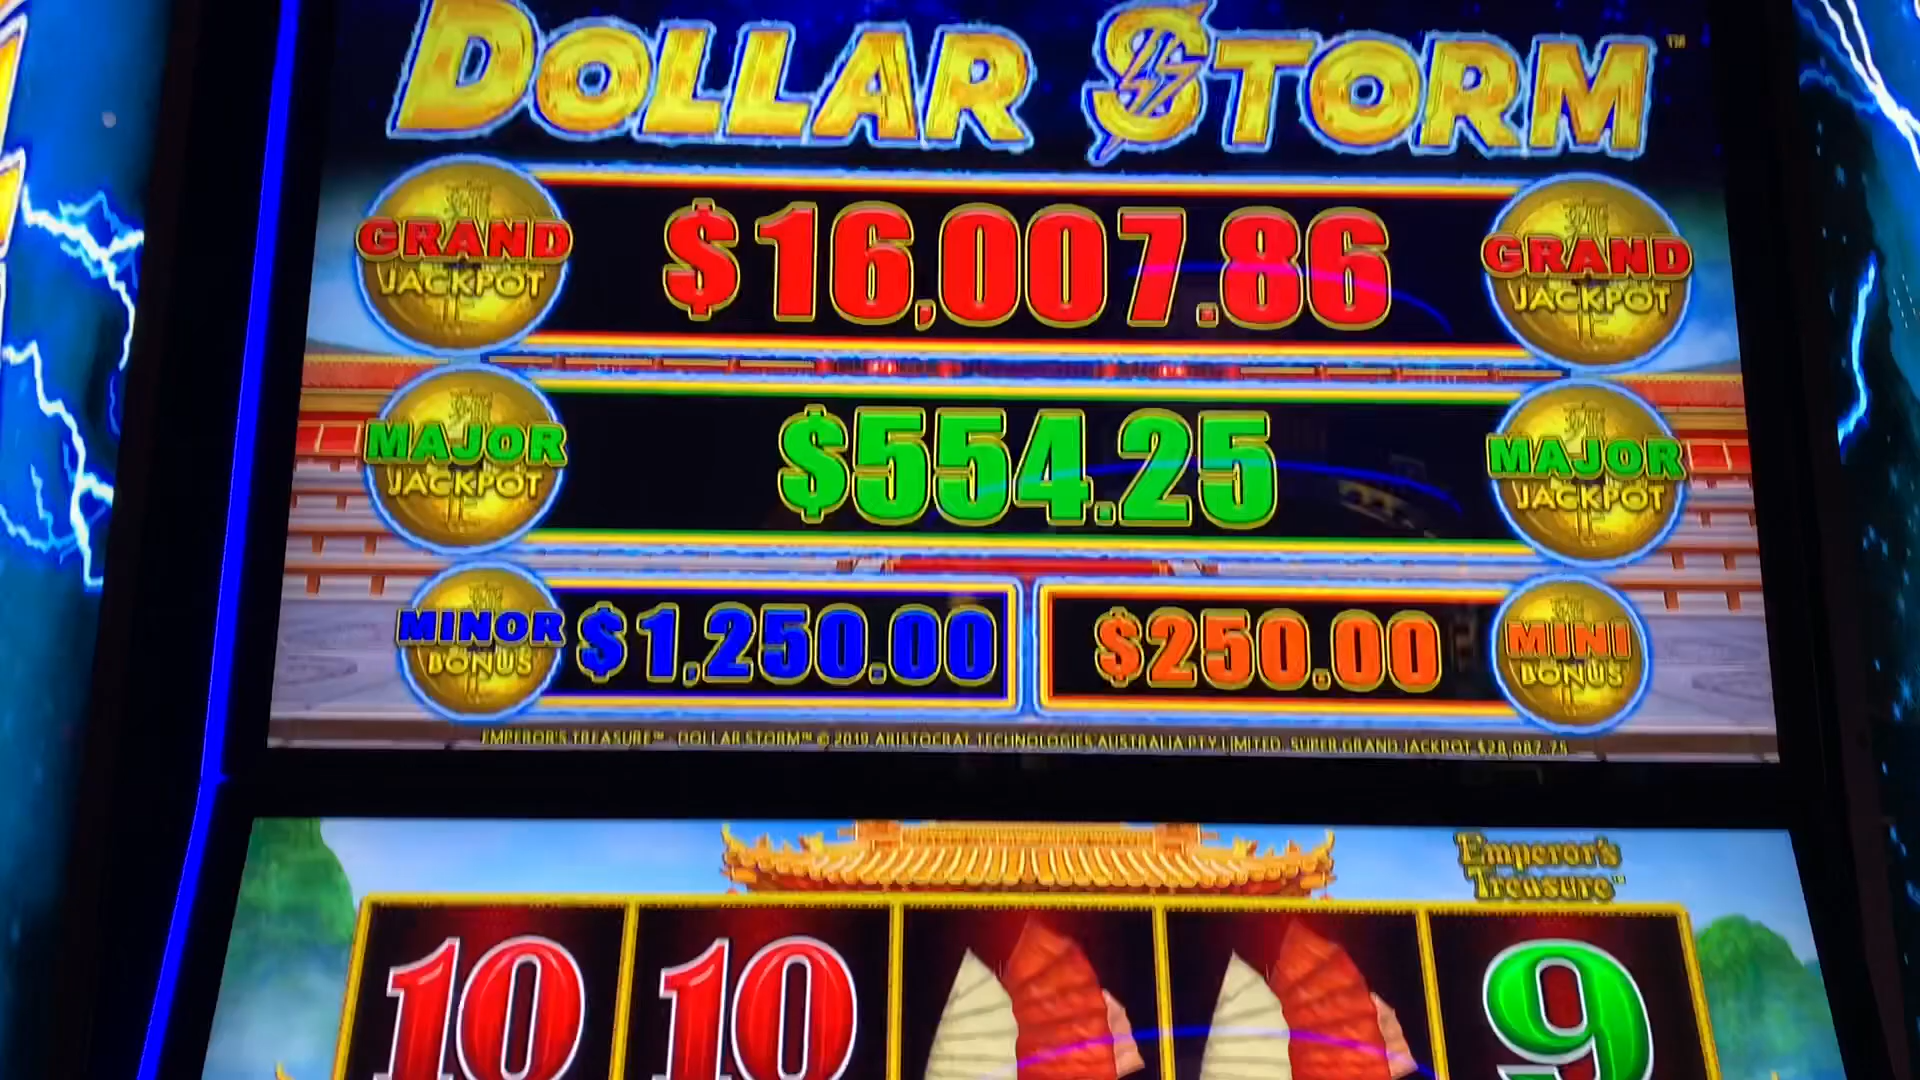 DOLLAR STORM™
GRAND JACKPOT $16,007.86 GRAND JACKPOT
MAJOR JACKPOT $554.25 MAJOR JACKPOT
MINOR BONUS $1,250.00 $250.00 MINI BONUS
EMPEROR'S TREASURE™ DOLLAR STORM™ © 2019 ARISTOCRAT TECHNOLOGIES AUSTRALIA PTY LIMITED SUPER GRAND JACKPOT
Emperor's
Treasure™
10 10 9